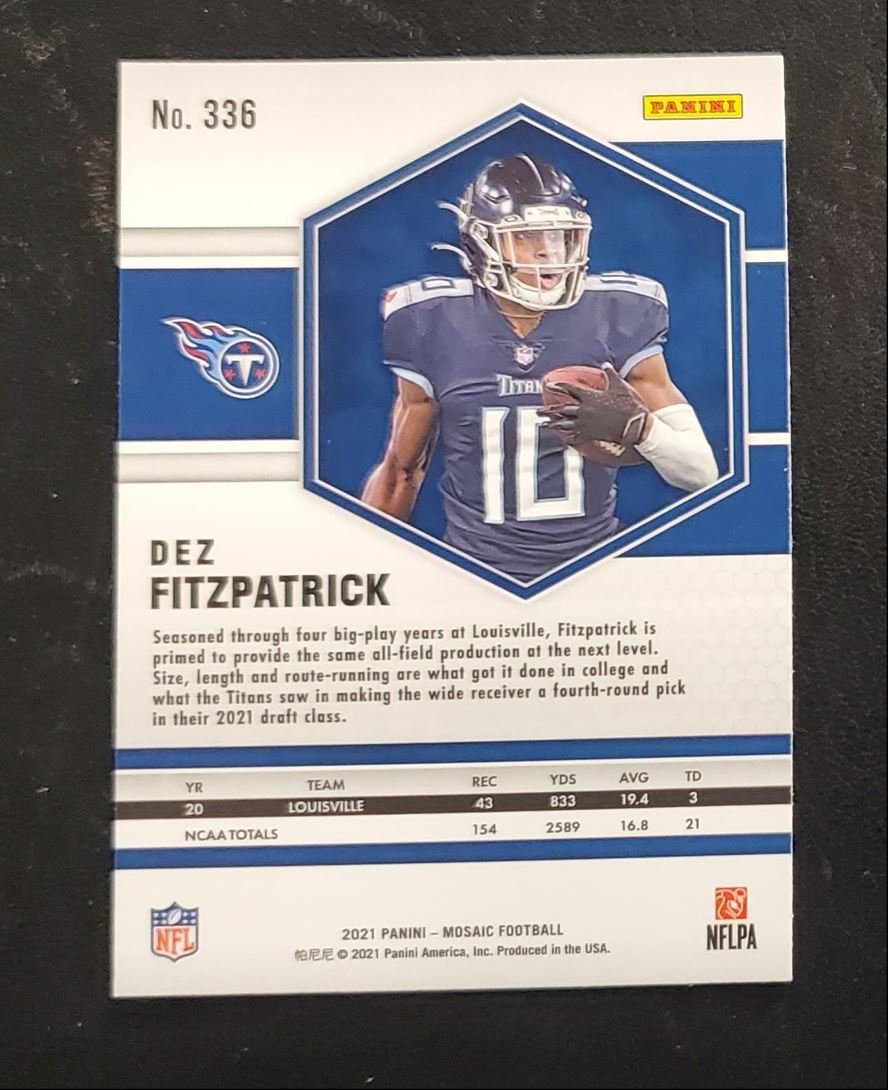 No. 336
PANINI
10
TITAN
10
T
DEZ
FITZPATRICK
Seasoned through four big-play years at Louisville, Fitzpatrick is
primed to provide the same all-field production at the next level.
Size, length and route-running are what got it done in college and
what the Titans saw in making the wide receiver a fourth-round pick
in their 2021 draft class.
YR TEAM REC YDS AVG TD
20 LOUISVILLE 43 833 19.4 3
NCAA TOTALS 154 2589 16.8 21
NFL
2021 PANINI – MOSAIC FOOTBALL
帕尼尼 © 2021 Panini America, Inc. Produced in the USA.
NFLPA